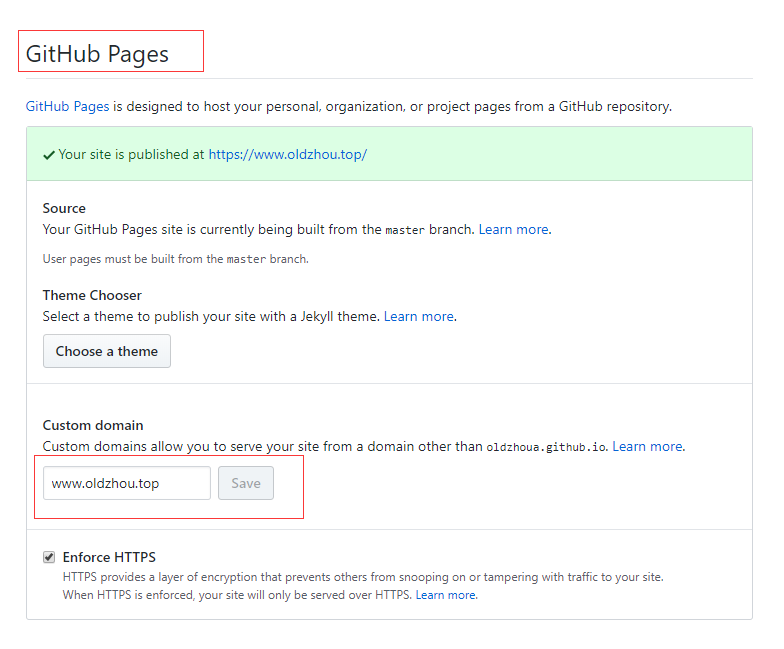 GitHub Pages
GitHub Pages is designed to host your personal, organization, or project pages from a GitHub repository.
Your site is published at https://www.oldzhou.top/
Source
Your GitHub Pages site is currently being built from the master branch. Learn more.
User pages must be built from the master branch.
Theme Chooser
Select a theme to publish your site with a Jekyll theme. Learn more.
Choose a theme
Custom domain
Custom domains allow you to serve your site from a domain other than oldzhoua.github.io. Learn more.
www.oldzhou.top Save
Enforce HTTPS
HTTPS provides a layer of encryption that prevents others from snooping on or tampering with traffic to your site.
When HTTPS is enforced, your site will only be served over HTTPS. Learn more.